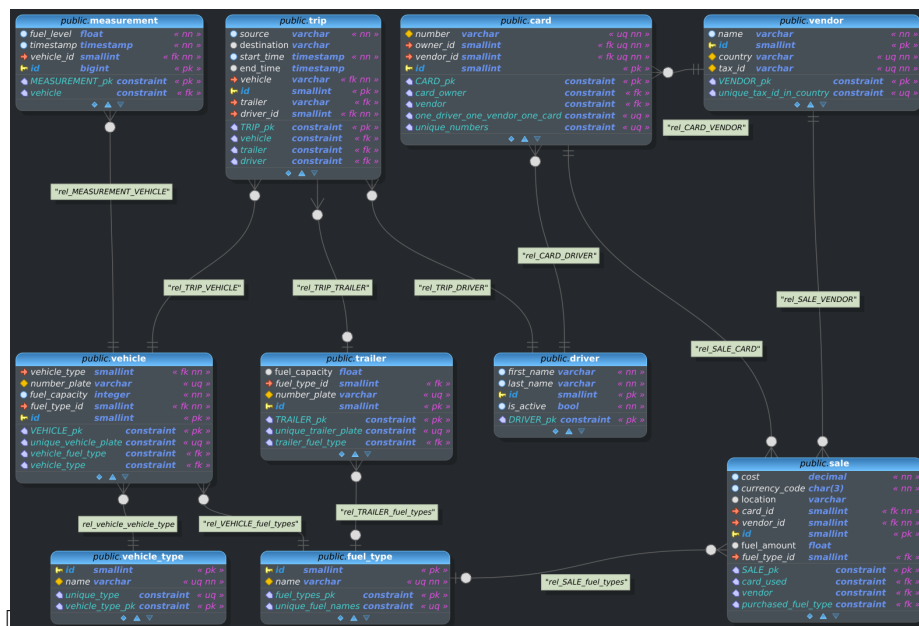 public.measurement
fuel_level float « nn »
timestamp timestamp « nn »
vehicle_id smallint « fk nn »
id bigint « pk »
MEASUREMENT_pk constraint « pk »
vehicle constraint « fk »
public.trip
source varchar « nn »
destination varchar
start_time timestamp « nn »
end_time timestamp
vehicle varchar « fk nn »
id smallint « pk »
trailer varchar « fk »
driver_id smallint « fk nn »
TRIP_pk constraint « pk »
vehicle constraint « fk »
trailer constraint « fk »
driver constraint « fk »
public.card
number varchar « uq nn »
owner_id smallint « fk uq nn »
vendor_id smallint « fk uq nn »
id smallint « pk »
CARD_pk constraint « pk »
card_owner constraint « fk »
vendor constraint « fk »
one_driver_one_vendor_one_card constraint « uq »
unique_numbers constraint « uq »
public.vendor
name varchar « nn »
id smallint « pk »
country varchar « uq nn »
tax_id varchar « uq nn »
VENDOR_pk constraint « pk »
unique_tax_id_in_country constraint « uq »
"rel_CARD_VENDOR"
"rel_MEASUREMENT_VEHICLE"
"rel_CARD_DRIVER"
"rel_TRIP_VEHICLE"
"rel_TRIP_TRAILER"
"rel_TRIP_DRIVER"
"rel_SALE_VENDOR"
"rel_SALE_CARD"
public.vehicle
vehicle_type smallint « fk nn »
number_plate varchar « uq »
fuel_capacity integer « nn »
fuel_type_id smallint « fk nn »
id smallint « pk »
VEHICLE_pk constraint « pk »
unique_vehicle_plate constraint « uq »
vehicle_fuel_type constraint « fk »
vehicle_type constraint « fk »
public.trailer
fuel_capacity float
fuel_type_id smallint « fk »
number_plate varchar « uq »
id smallint « pk »
TRAILER_pk constraint « pk »
unique_trailer_plate constraint « uq »
trailer_fuel_type constraint « fk »
public.driver
first_name varchar « nn »
last_name varchar « nn »
id smallint « pk »
is_active bool « nn »
DRIVER_pk constraint « pk »
public.sale
cost decimal « nn »
currency_code char(3) « nn »
location varchar
card_id smallint « fk nn »
vendor_id smallint « fk nn »
id smallint « pk »
fuel_amount float
fuel_type_id smallint « fk »
SALE_pk constraint « pk »
card_used constraint « fk »
vendor constraint « fk »
purchased_fuel_type constraint « fk »
rel_vehicle_vehicle_type
"rel_VEHICLE_fuel_types"
"rel_TRAILER_fuel_types"
"rel_SALE_fuel_types"
public.vehicle_type
id smallint « pk »
name varchar « uq nn »
unique_type constraint « uq »
vehicle_type_pk constraint « pk »
public.fuel_type
id smallint « pk »
name varchar « uq nn »
fuel_types_pk constraint « pk »
unique_fuel_names constraint « uq »